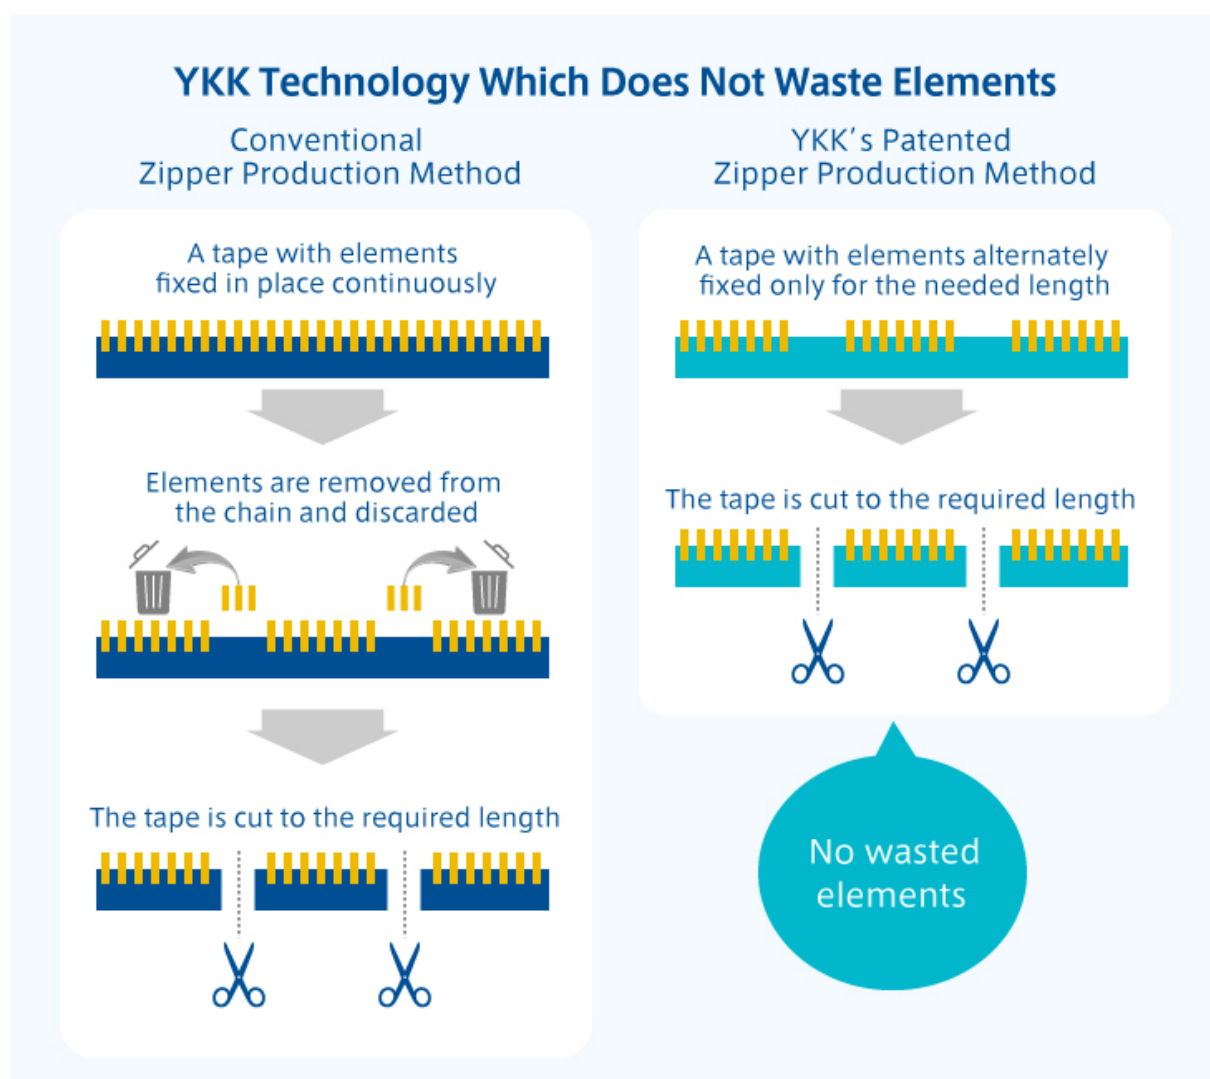 YKK Technology Which Does Not Waste Elements
Conventional
Zipper Production Method
A tape with elements
fixed in place continuously
Elements are removed from
the chain and discarded
The tape is cut to the required length
YKK’s Patented
Zipper Production Method
A tape with elements alternately
fixed only for the needed length
The tape is cut to the required length
No wasted
elements